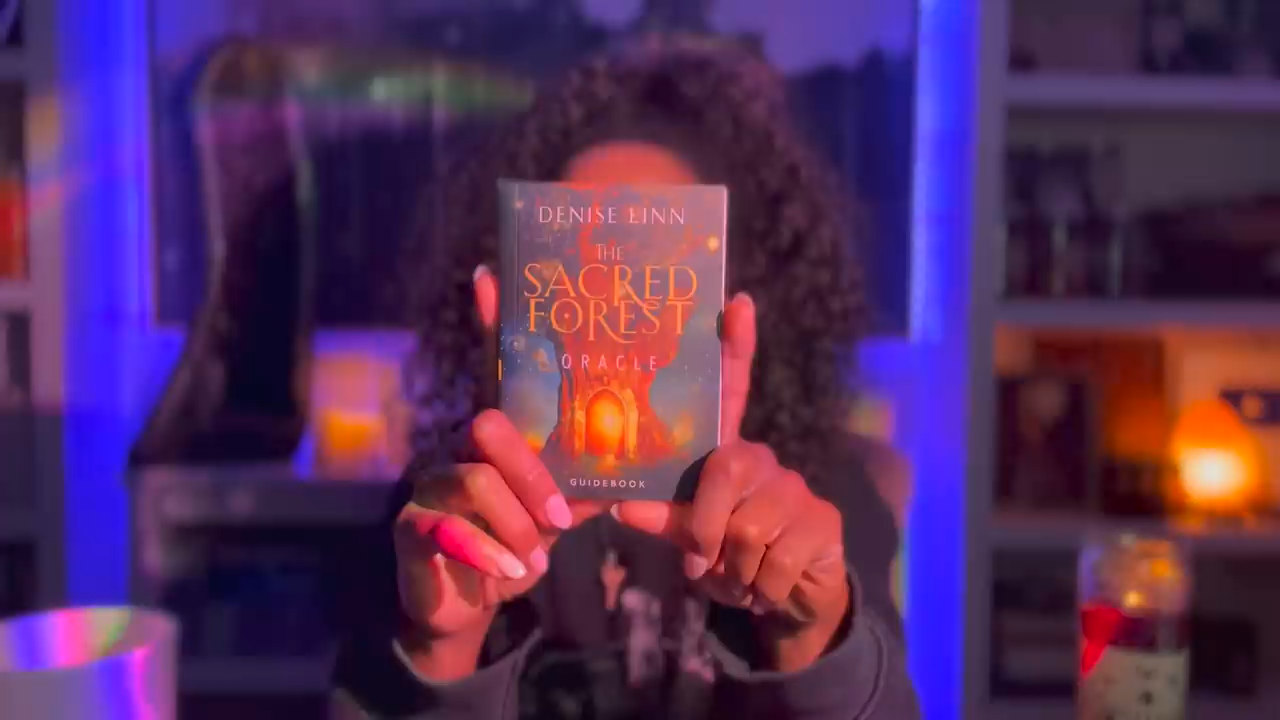 DENISE LINN
THE
SACRED
FOREST
ORACLE
GUIDEBOOK